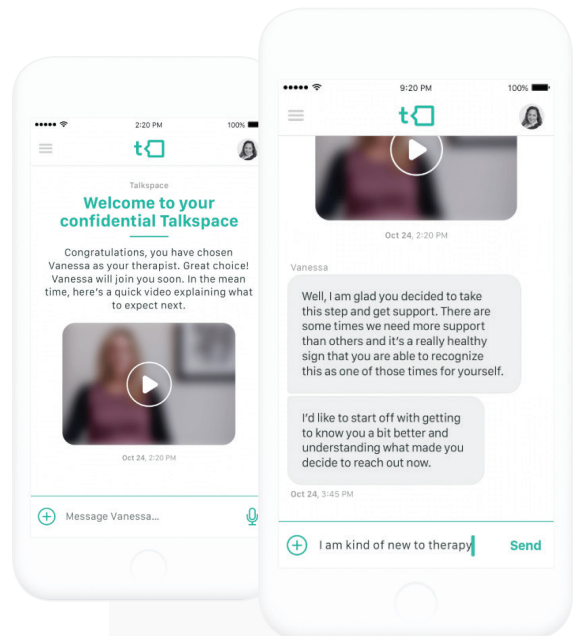 2:20 PM
100%
t
Talkspace
Welcome to your
confidential Talkspace
Congratulations, you have chosen
Vanessa as your therapist. Great choice!
Vanessa will join you soon. In the mean
time, here's a quick video explaining what
to expect next.
Oct 24, 2:20 PM
Message Vanessa...
9:20 PM
100%
t
Oct 24, 2:20 PM
Vanessa
Well, I am glad you decided to take
this step and get support. There are
some times we need more support
than others and it's a really healthy
sign that you are able to recognize
this as one of those times for yourself.
I'd like to start off with getting
to know you a bit better and
understanding what made you
decide to reach out now.
Oct 24, 3:45 PM
I am kind of new to therapy
Send